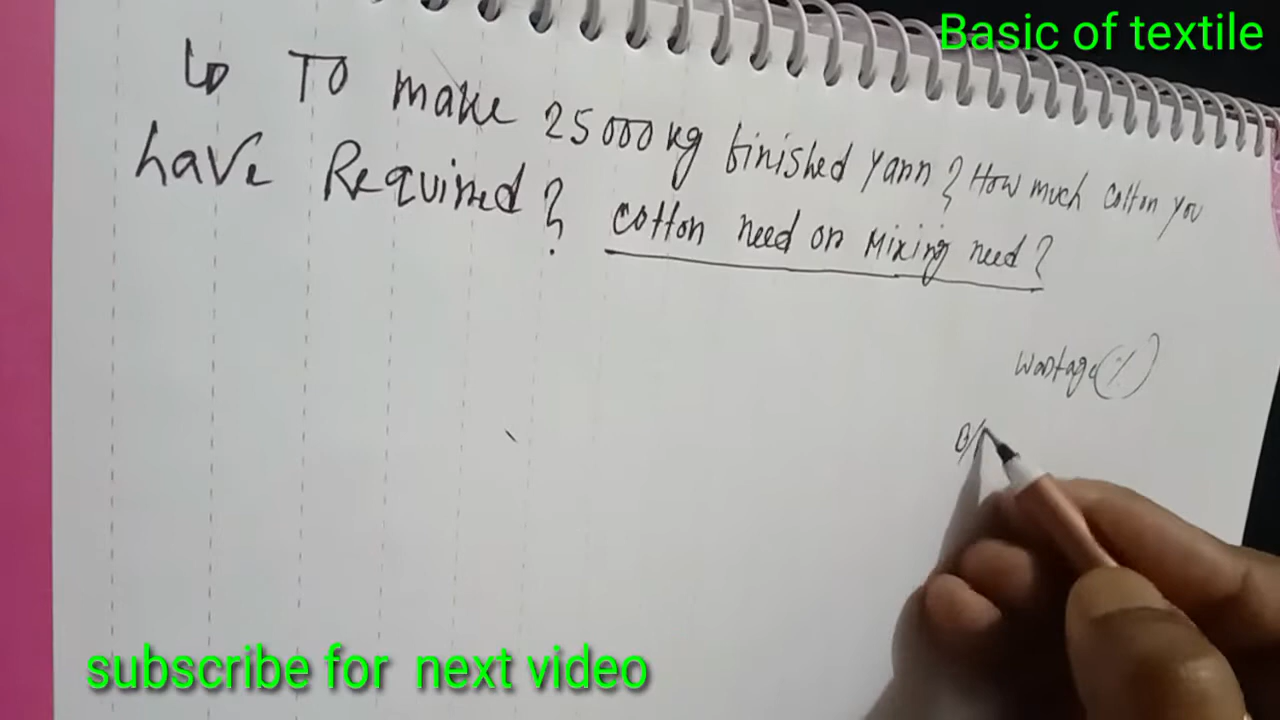 Basic of textile
To make 25000 kg finished Yarn? How much cotton you
have Required? cotton need or Mixing need?
wastage(%)
B/
subscribe for next video